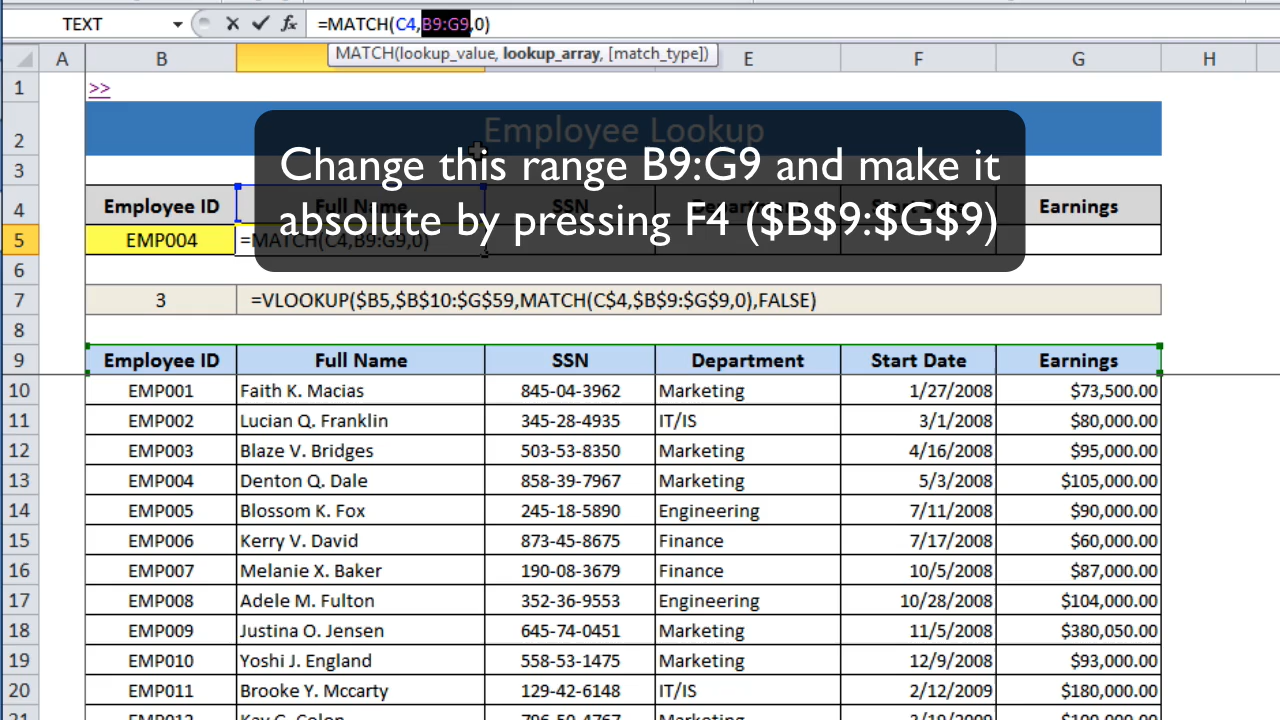 TEXT =MATCH(C4,B9:G9,0)
MATCH(lookup_value, lookup_array, [match_type])
A B E F G H
1 >>
2 Employee Lookup
Change this range B9:G9 and make it
absolute by pressing F4 ($B$9:$G$9)
3
4 Employee ID Full Name SSN Department Start Date Earnings
5 EMP004 =MATCH(C4,B9:G9,0)
6
7 3 =VLOOKUP($B5,$B$10:$G$59,MATCH(C$4,$B$9:$G$9,0),FALSE)
8
9 Employee ID Full Name SSN Department Start Date Earnings
10 EMP001 Faith K. Macias 845-04-3962 Marketing 1/27/2008 $73,500.00
11 EMP002 Lucian Q. Franklin 345-28-4935 IT/IS 3/1/2008 $80,000.00
12 EMP003 Blaze V. Bridges 503-53-8350 Marketing 4/16/2008 $95,000.00
13 EMP004 Denton Q. Dale 858-39-7967 Marketing 5/3/2008 $105,000.00
14 EMP005 Blossom K. Fox 245-18-5890 Engineering 7/11/2008 $90,000.00
15 EMP006 Kerry V. David 873-45-8675 Finance 7/17/2008 $60,000.00
16 EMP007 Melanie X. Baker 190-08-3679 Finance 10/5/2008 $87,000.00
17 EMP008 Adele M. Fulton 352-36-9553 Engineering 10/28/2008 $104,000.00
18 EMP009 Justina O. Jensen 645-74-0451 Marketing 11/5/2008 $380,050.00
19 EMP010 Yoshi J. England 558-53-1475 Marketing 12/9/2008 $93,000.00
20 EMP011 Brooke Y. Mccarty 129-42-6148 IT/IS 2/12/2009 $180,000.00
21 EMP012 Kay G. Colon Marketing